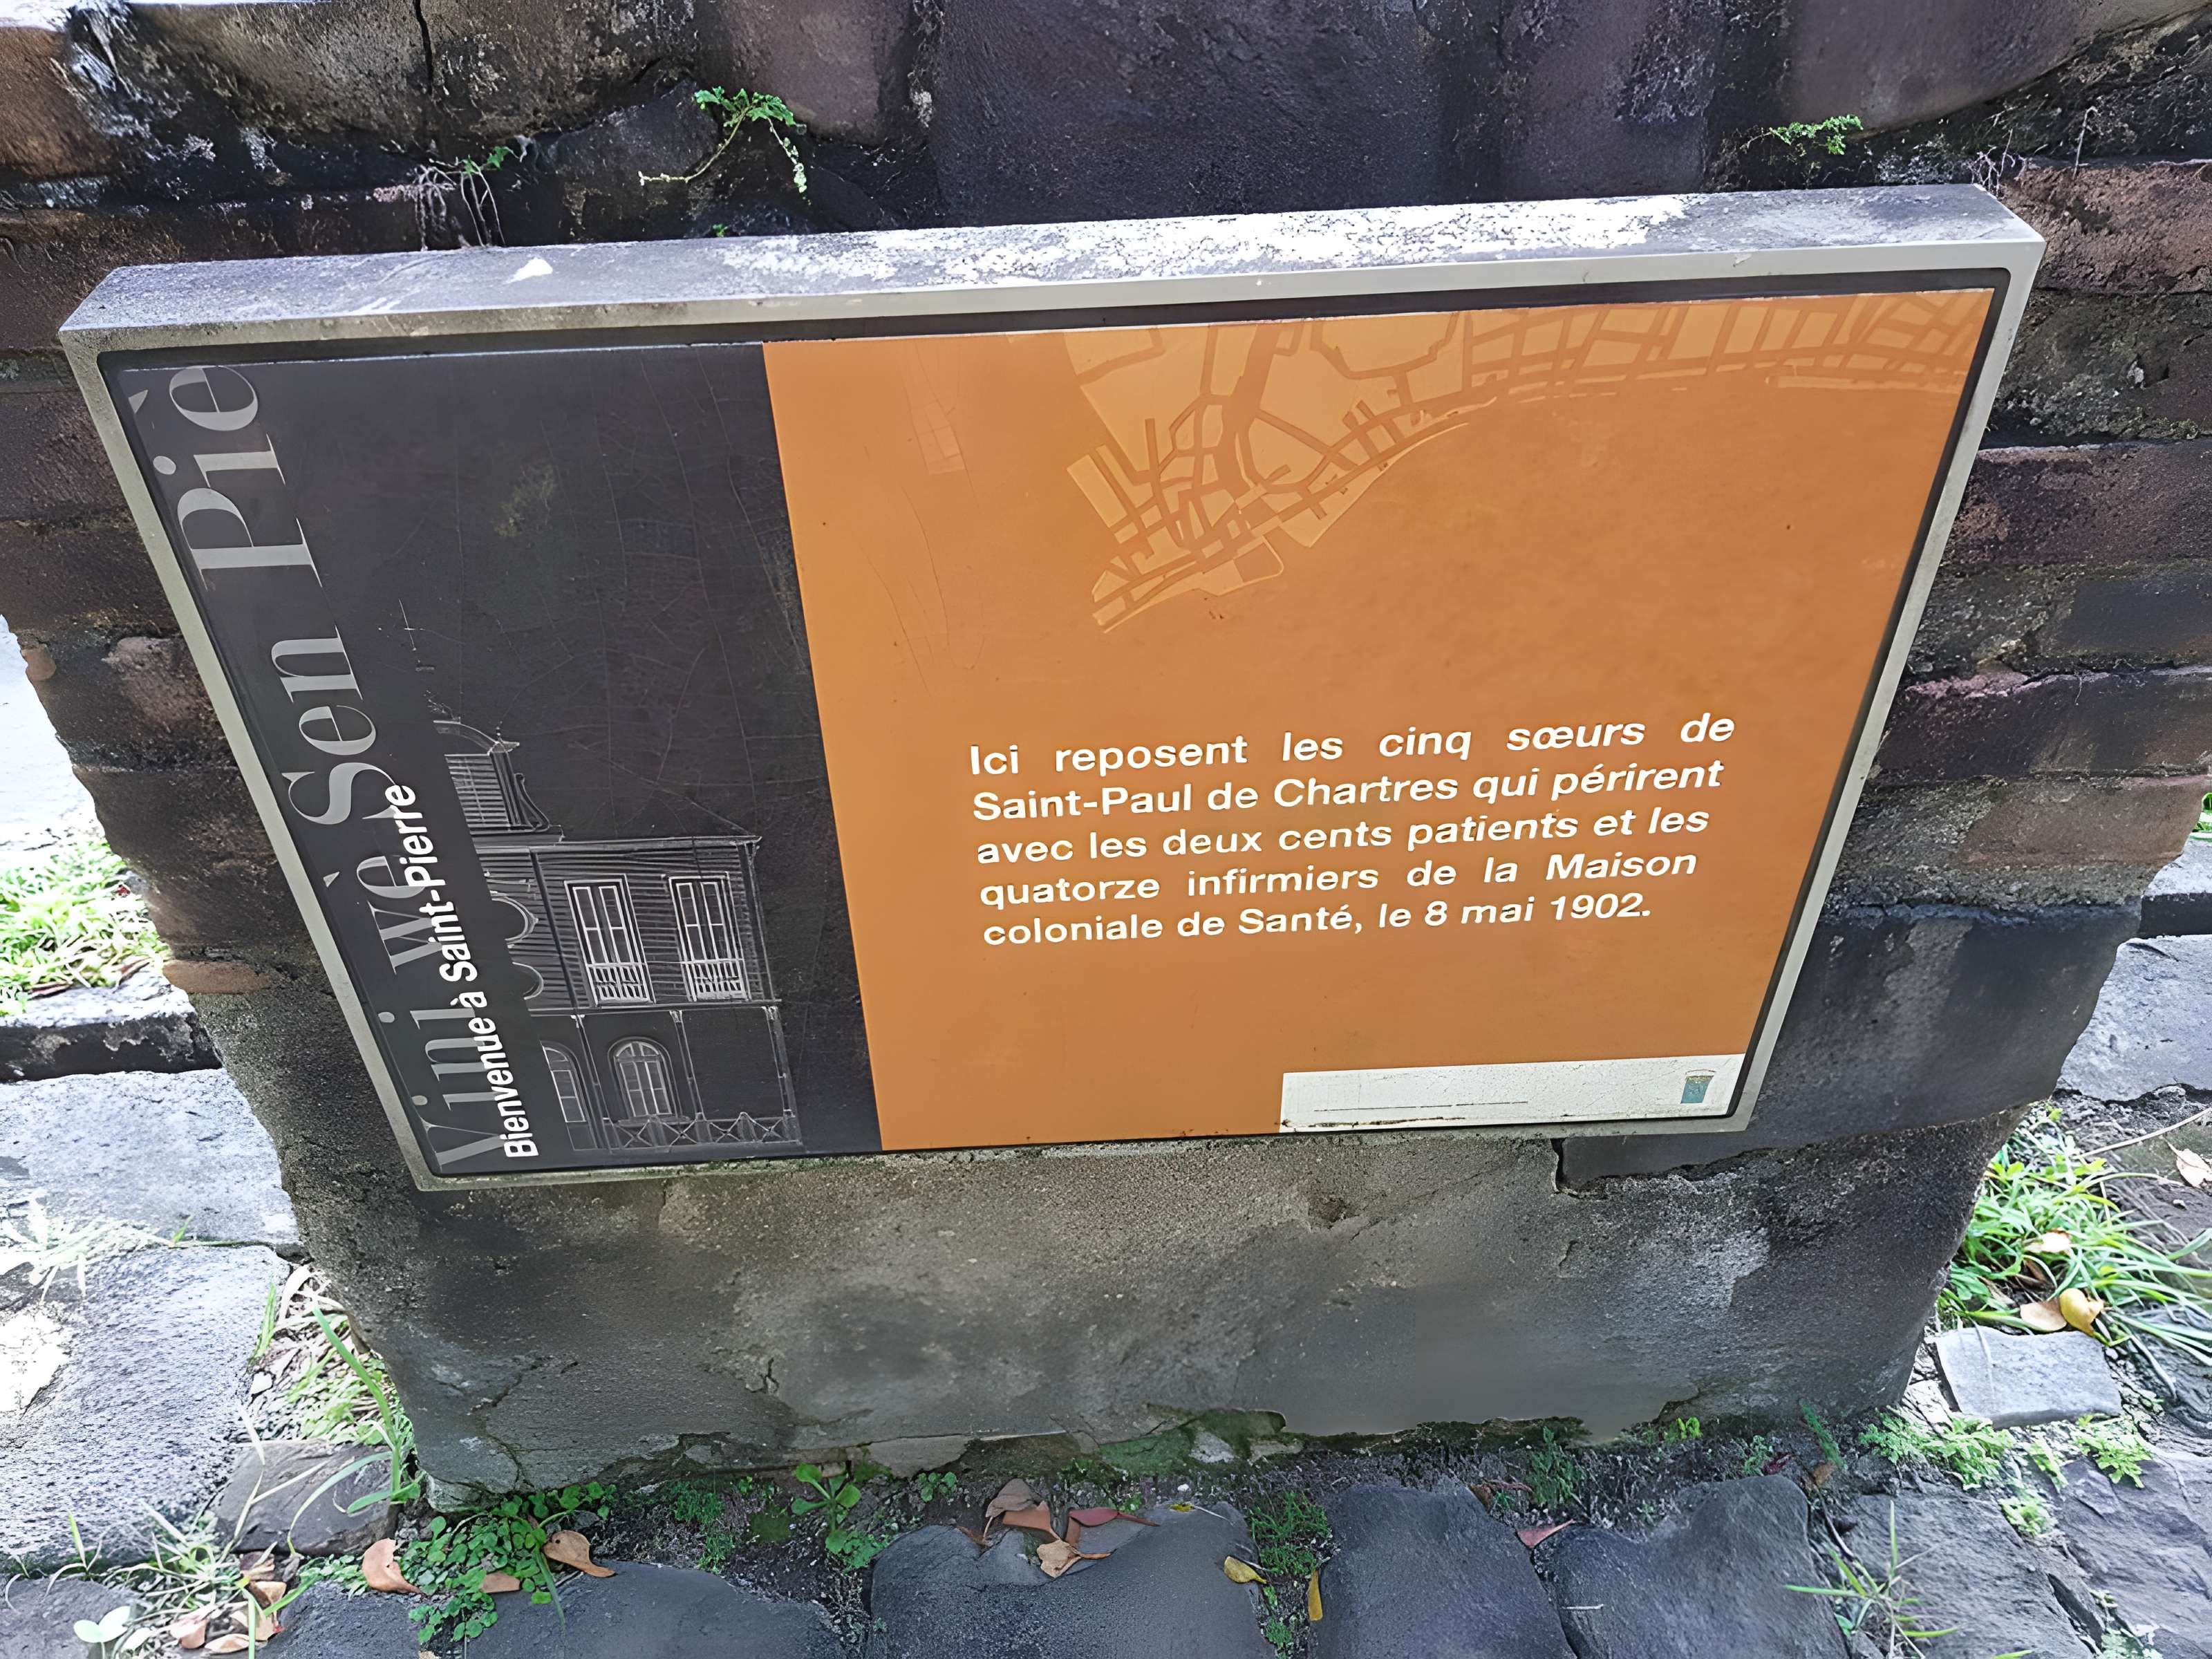 Vini wè Sen Piè
Bienvenue à Saint-Pierre
Ici reposent les cinq sœurs de
Saint-Paul de Chartres qui périrent
avec les deux cents patients et les
quatorze infirmiers de la Maison
coloniale de Santé, le 8 mai 1902.